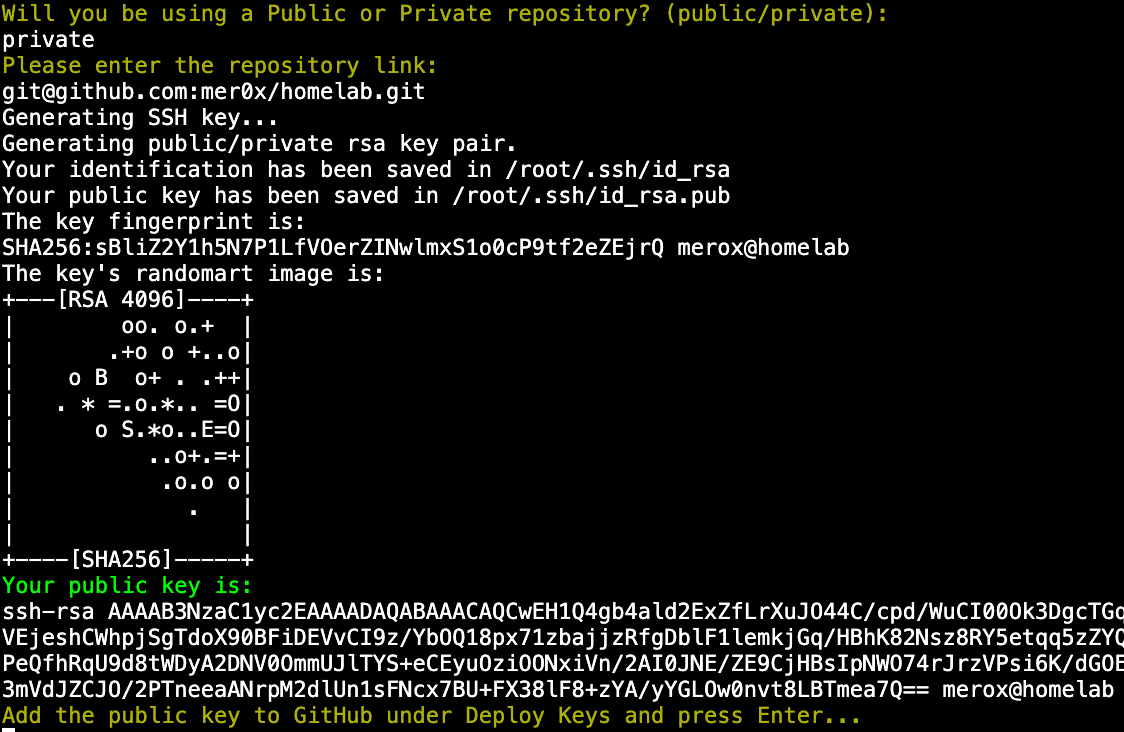 Will you be using a Public or Private repository? (public/private):
private
Please enter the repository link:
git@github.com:mer0x/homelab.git
Generating SSH key...
Generating public/private rsa key pair.
Your identification has been saved in /root/.ssh/id_rsa
Your public key has been saved in /root/.ssh/id_rsa.pub
The key fingerprint is:
SHA256:sBliZ2Y1h5N7P1LfVOerZINwlmxS1o0cP9tf2eZEjrQ merox@homelab
The key's randomart image is:
+---[RSA 4096]----+
|        oo. o.+  |
|       .+o o +..o|
|    o B  o+ . .++|
|   . * =.o.*.. =O|
|      o S.*o..E=O|
|          ..o+.=+|
|           .o.o o|
|             .   |
|                 |
+----[SHA256]-----+
Your public key is:
ssh-rsa AAAAB3NzaC1yc2EAAAADAQABAAACAQCwEH1Q4gb4ald2ExZfLrXuJO44C/cpd/WuCI00Ok3DgcTGo
VEjeshCWhpjSgTdoX90BFiDEVvCI9z/YbOQ18px71zbajjzRfgDblF1lemkjGq/HBhK82Nsz8RY5etqq5zZYQ
PeQfhRqU9d8tWDyA2DNV0OmmUJlTYS+eCEyuOziOONxiVn/2AI0JNE/ZE9CjHBsIpNWO74rJrzVPsi6K/dGOE
3mVdJZCJO/2PTneeaANrpM2dlUn1sFNcx7BU+FX38lF8+zYA/yYGLOw0nvt8LBTmea7Q== merox@homelab
Add the public key to GitHub under Deploy Keys and press Enter...